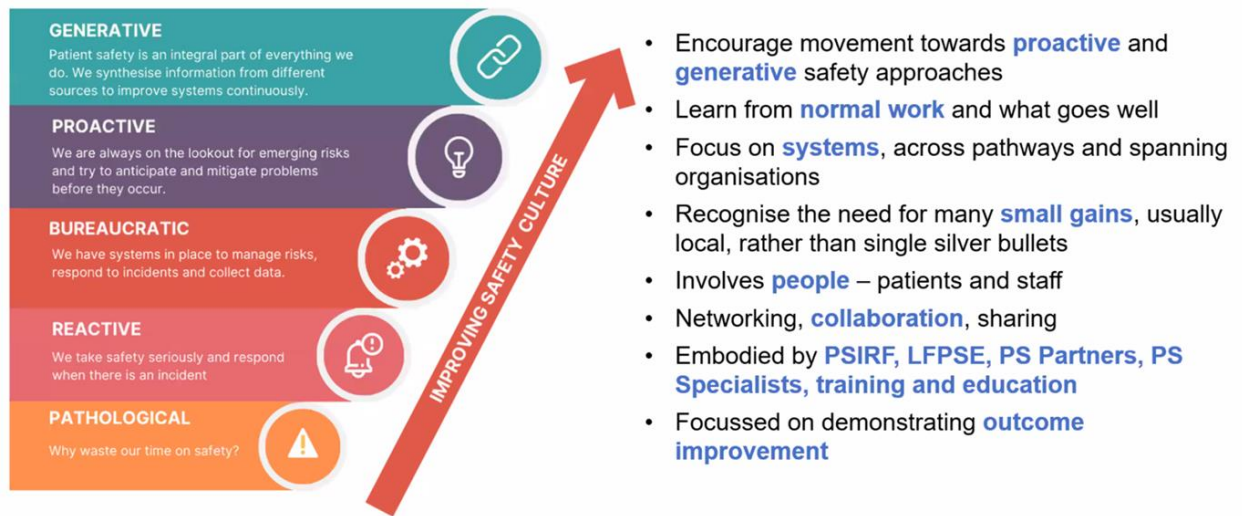 GENERATIVE
Patient safety is an integral part of everything we
do. We synthesise information from different
sources to improve systems continuously.
PROACTIVE
We are always on the lookout for emerging risks
and try to anticipate and mitigate problems
before they occur.
BUREAUCRATIC
We have systems in place to manage risks,
respond to incidents and collect data.
REACTIVE
We take safety seriously and respond
when there is an incident
PATHOLOGICAL
Why waste our time on safety?
IMPROVING SAFETY CULTURE
• Encourage movement towards proactive and
generative safety approaches
• Learn from normal work and what goes well
• Focus on systems, across pathways and spanning
organisations
• Recognise the need for many small gains, usually
local, rather than single silver bullets
• Involves people – patients and staff
• Networking, collaboration, sharing
• Embodied by PSIRF, LFPSE, PS Partners, PS
Specialists, training and education
• Focussed on demonstrating outcome
improvement